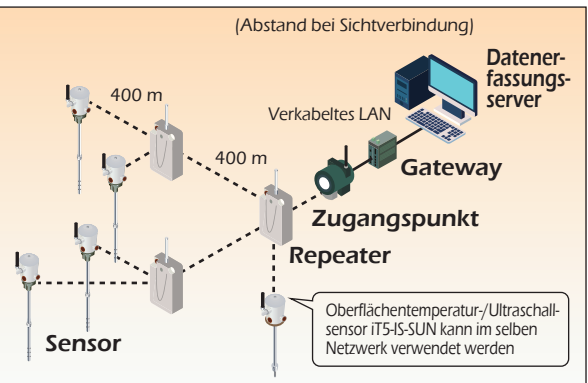 (Abstand bei Sichtverbindung)
Datener-
fassungs-
server
400 m
Verkabeltes LAN
400 m
Gateway
Zugangspunkt
Repeater
Sensor
Oberflächentemperatur-/Ultraschall-
sensor iT5-IS-SUN kann im selben
Netzwerk verwendet werden